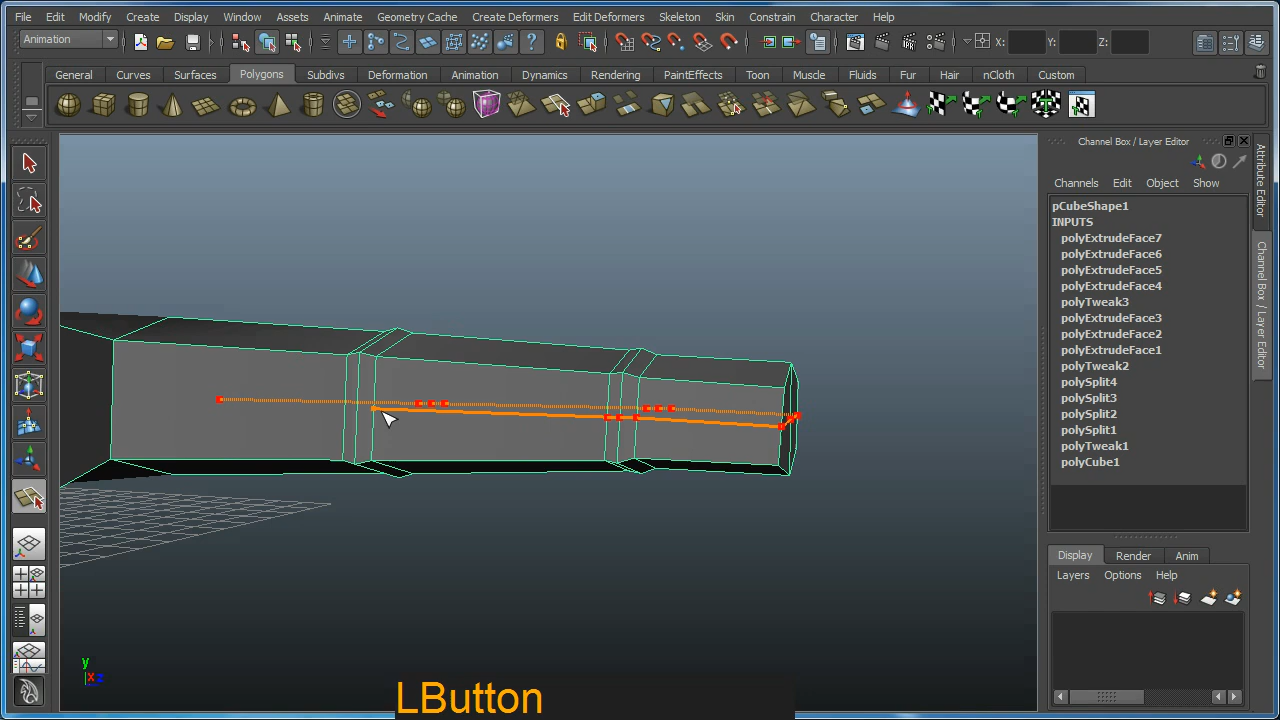 File Edit Modify Create Display Window Assets Animate Geometry Cache Create Deformers Edit Deformers Skeleton Skin Constrain Character Help
Animation X: Y: Z:
General Curves Surfaces Polygons Subdivs Deformation Animation Dynamics Rendering PaintEffects Toon Muscle Fluids Fur Hair nCloth Custom
Channel Box / Layer Editor
Channels Edit Object Show
pCubeShape1
INPUTS
polyExtrudeFace7
polyExtrudeFace6
polyExtrudeFace5
polyExtrudeFace4
polyTweak3
polyExtrudeFace3
polyExtrudeFace2
polyExtrudeFace1
polyTweak2
polySplit4
polySplit3
polySplit2
polySplit1
polyTweak1
polyCube1
Display Render Anim
Layers Options Help
Attribute Editor
Channel Box / Layer Editor
y
x z
LButton